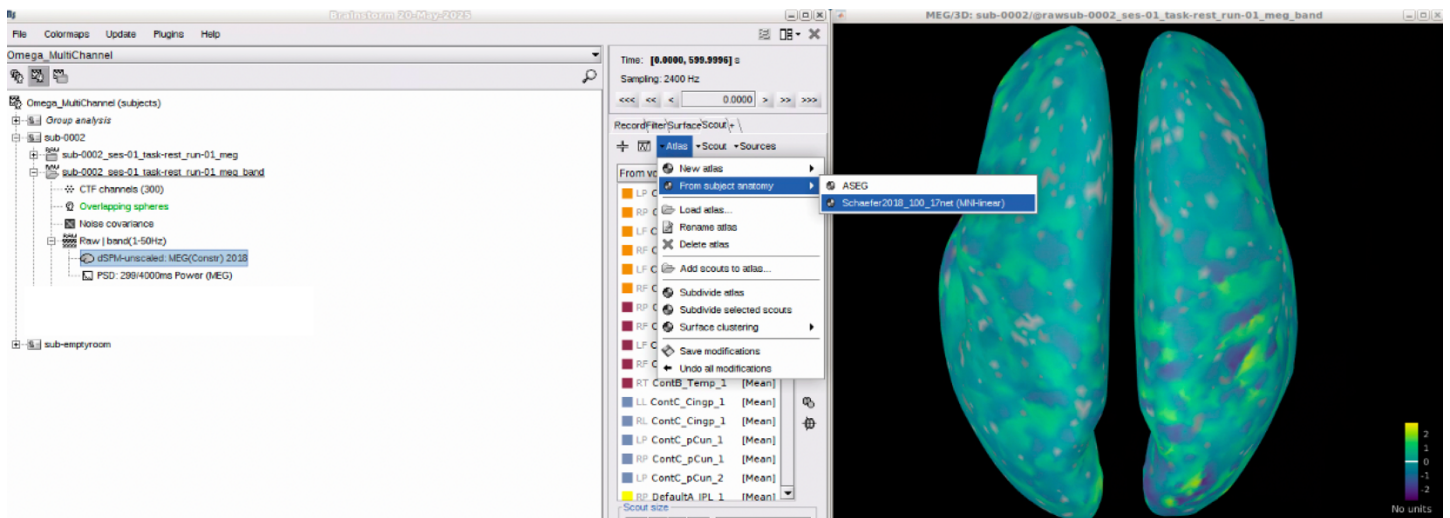 Brainstorm 20-May-2025
File Colormaps Update Plugins Help
Omega_MultiChannel
Omega_MultiChannel (subjects)
Group analysis
sub-0002
sub-0002_ses-01_task-rest_run-01_meg
sub-0002_ses-01_task-rest_run-01_meg_band
CTF channels (300)
Overlapping spheres
Noise covariance
Raw | band(1-50Hz)
dSPM-unscaled: MEG(Constr) 2018
PSD: 299/4000ms Power (MEG)
sub-emptyroom
Time: [0.0000, 599.9996] s
Sampling: 2400 Hz
<<< << < 0.0000 > >> >>>
Record Filter Surface Scout +
Atlas Scout Sources
From vo
LP C
RP C
LF C
RF C
LF C
RF C
RP C
RF C
LF C
RF C
RT ContB_Temp_1 [Mean]
LL ContC_Cingp_1 [Mean]
RL ContC_Cingp_1 [Mean]
LP ContC_pCun_1 [Mean]
RP ContC_pCun_1 [Mean]
LP ContC_pCun_2 [Mean]
RP DefaultA_IPL_1 [Mean]
Scout size
New atlas
From subject anatomy
Load atlas...
Rename atlas
Delete atlas
Add scouts to atlas...
Subdivide atlas
Subdivide selected scouts
Surface clustering
Save modifications
Undo all modifications
ASEG
Schaefer2018_100_17net (MNI-linear)
MEG/3D: sub-0002/@rawsub-0002_ses-01_task-rest_run-01_meg_band
2
1
0
-1
-2
No units